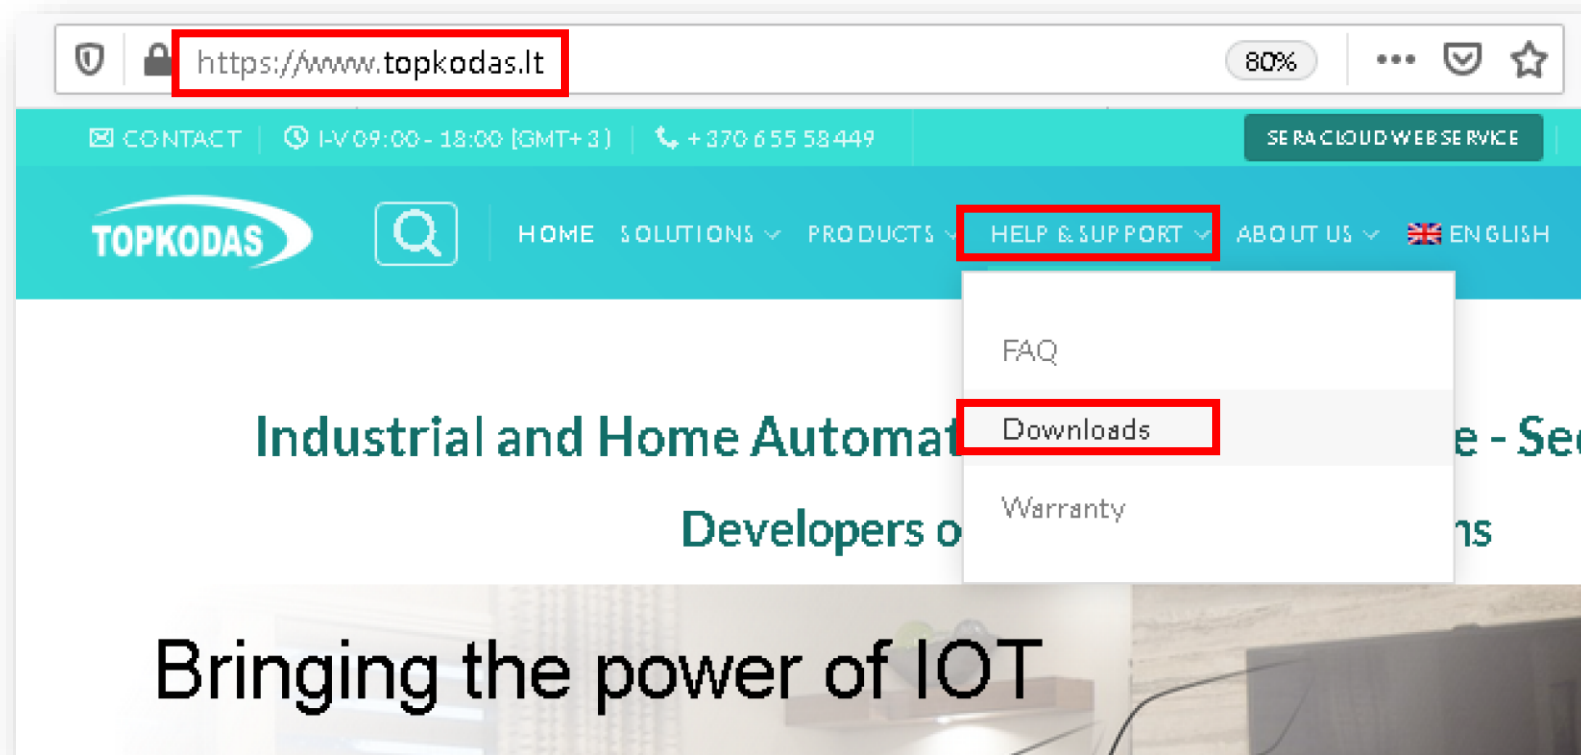 https://www.topkodas.lt
80%
CONTACT
I-V 09:00 - 18:00 (GMT+3)
+370 655 58449
SERA CLOUD WEB SERVICE
TOPKODAS
HOME
SOLUTIONS
PRODUCTS
HELP & SUPPORT
ABOUT US
ENGLISH
FAQ
Downloads
Warranty
Industrial and Home Automat
e - Sec
Developers o
ns
Bringing the power of IOT